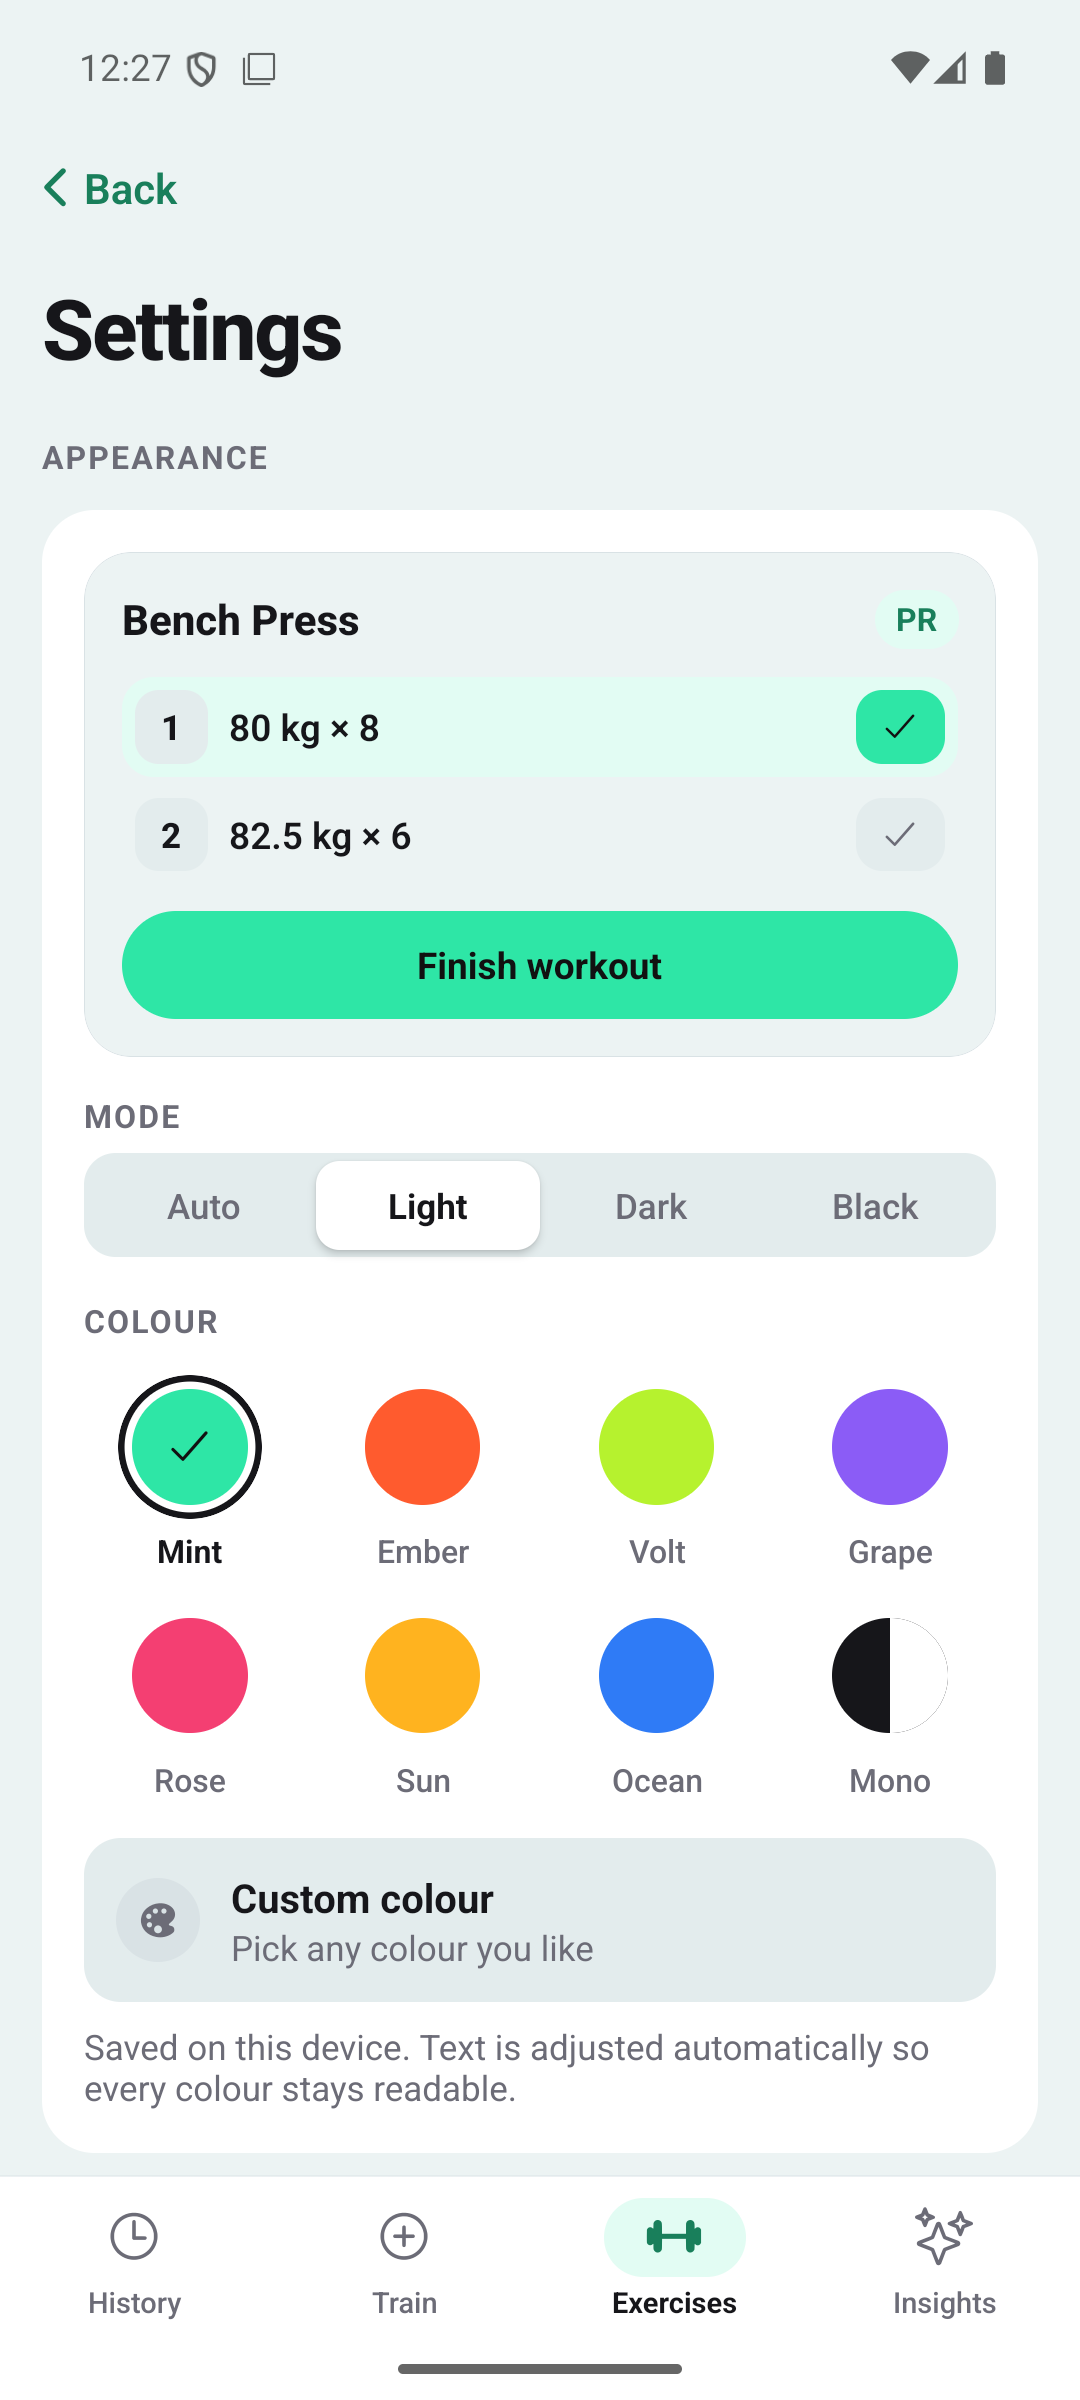 12:27
Back
Settings
APPEARANCE
Bench Press
PR
1
80 kg × 8
2
82.5 kg × 6
Finish workout
MODE
Auto
Light
Dark
Black
COLOUR
Mint
Ember
Volt
Grape
Rose
Sun
Ocean
Mono
Custom colour
Pick any colour you like
Saved on this device. Text is adjusted automatically so
every colour stays readable.
History
Train
Exercises
Insights